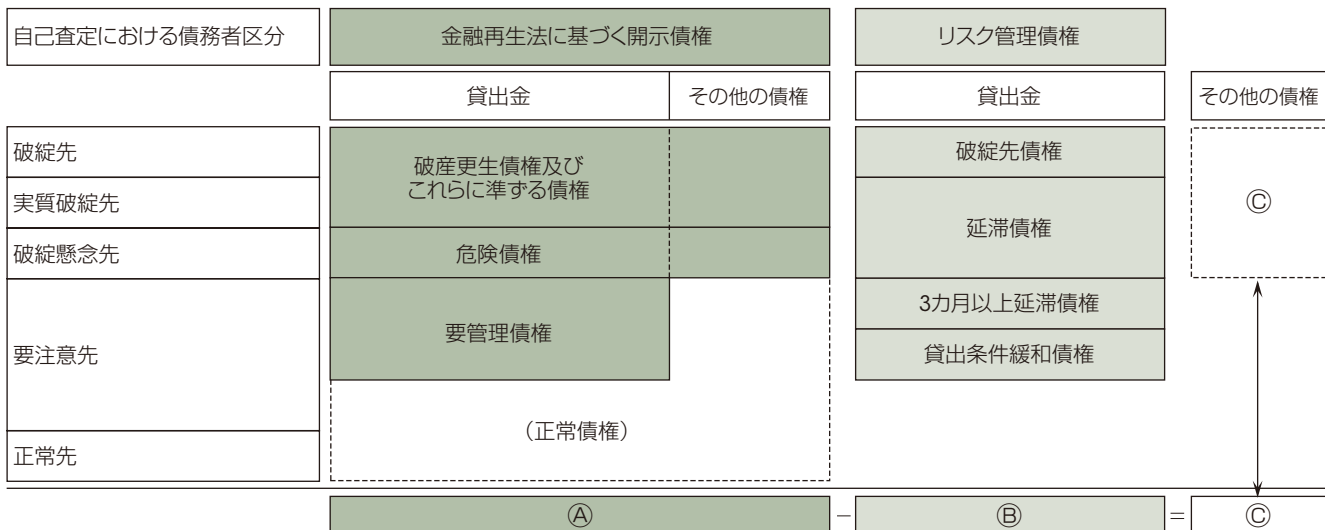 自己査定における債務者区分
金融再生法に基づく開示債権
リスク管理債権
貸出金
その他の債権
貸出金
その他の債権
破綻先
実質破綻先
破綻懸念先
要注意先
正常先
破産更生債権及び
これらに準ずる債権
危険債権
要管理債権
(正常債権)
破綻先債権
延滞債権
3カ月以上延滞債権
貸出条件緩和債権
Ⓒ
Ⓐ − Ⓑ = Ⓒ